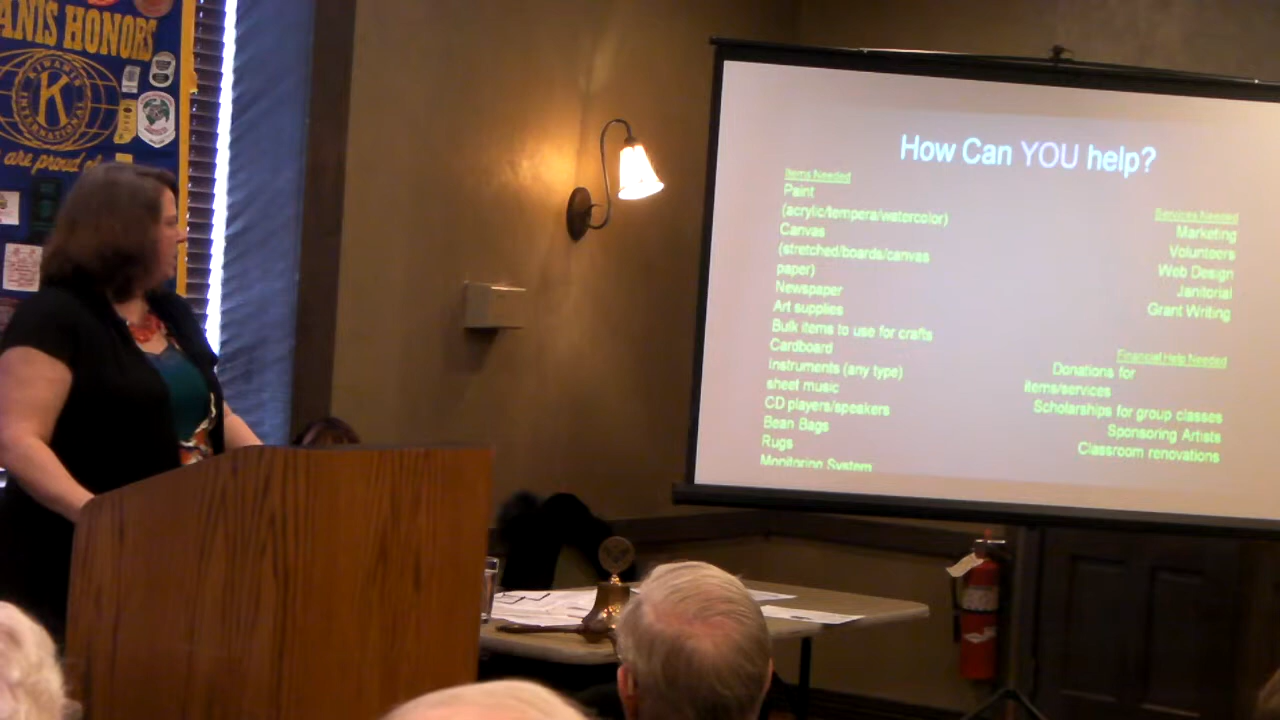 ANIS HONORS
KIWANIS
K
INTERNATIONAL
are proud of
How Can YOU help?
Items Needed
Paint
(acrylic/tempera/watercolor)
Canvas
(stretched/boards/canvas
paper)
Newspaper
Art supplies
Bulk items to use for crafts
Cardboard
Instruments (any type)
sheet music
CD players/speakers
Bean Bags
Rugs
Monitoring System
Services Needed
Marketing
Volunteers
Web Design
Janitorial
Grant Writing
Financial Help Needed
Donations for
items/services
Scholarships for group classes
Sponsoring Artists
Classroom renovations